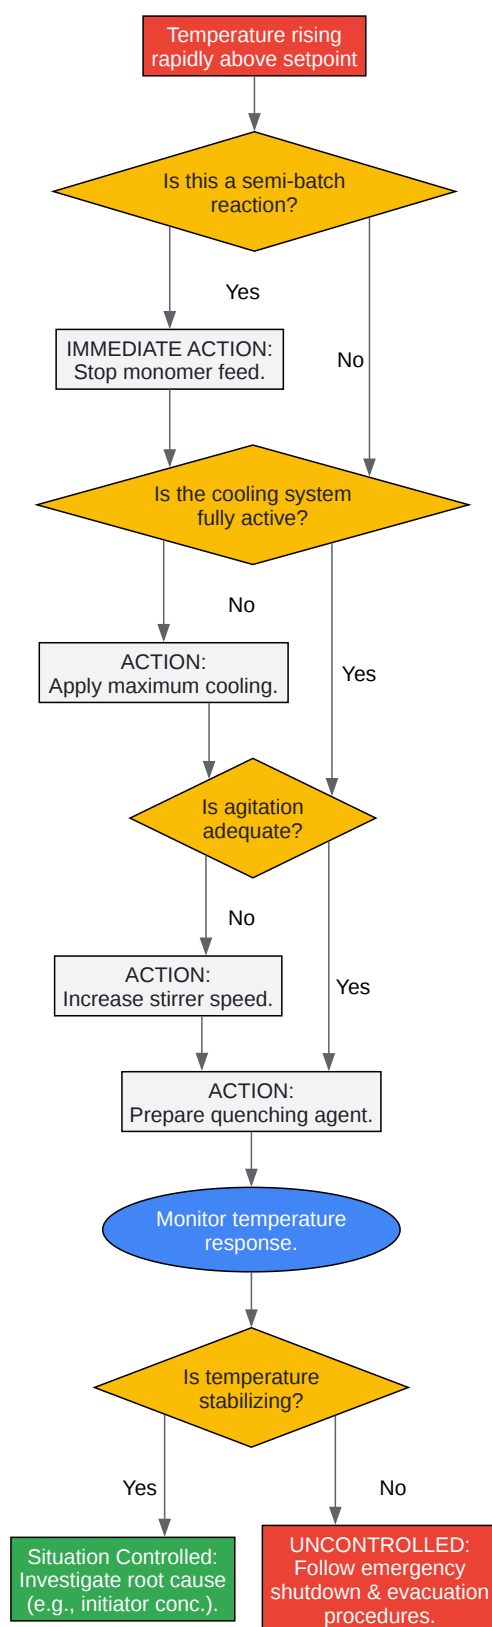 Temperature rising
rapidly above setpoint
Is this a semi-batch
reaction?
Yes
IMMEDIATE ACTION:
Stop monomer feed.
No
Is the cooling system
fully active?
No
ACTION:
Apply maximum cooling.
Yes
Is agitation
adequate?
No
ACTION:
Increase stirrer speed.
Yes
ACTION:
Prepare quenching agent.
Monitor temperature
response.
Is temperature
stabilizing?
Yes
No
Situation Controlled:
Investigate root cause
(e.g., initiator conc.).
UNCONTROLLED:
Follow emergency
shutdown & evacuation
procedures.